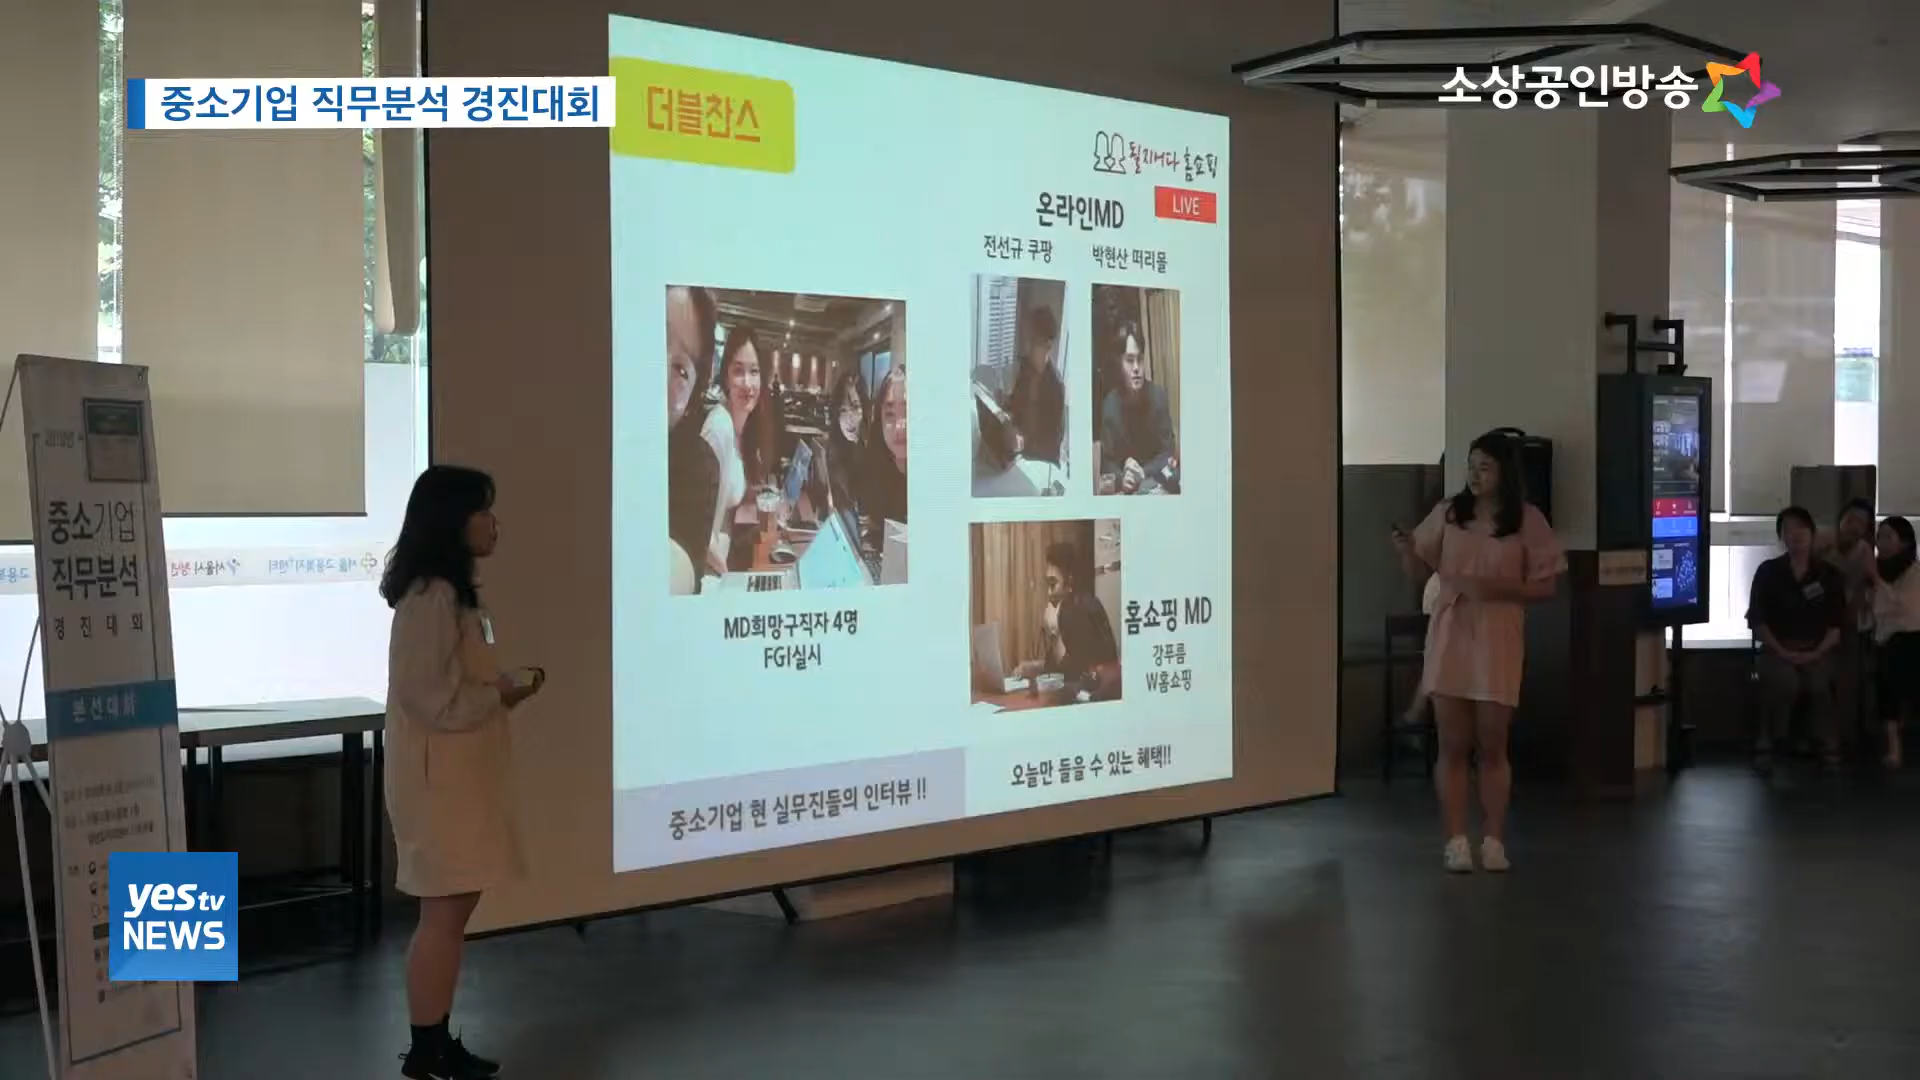 중소기업 직무분석 경진대회
소상공인방송
더블찬스
될지어다 홈쇼핑
LIVE
온라인MD
전선규 쿠팡
박현산 떠리몰
MD희망구직자 4명
FGI실시
홈쇼핑 MD
강푸름
W홈쇼핑
중소기업 현 실무진들의 인터뷰 !!
오늘만 들을 수 있는 혜택!!
중소기업
직무분석
경진대회
본선대회
yes tv
NEWS